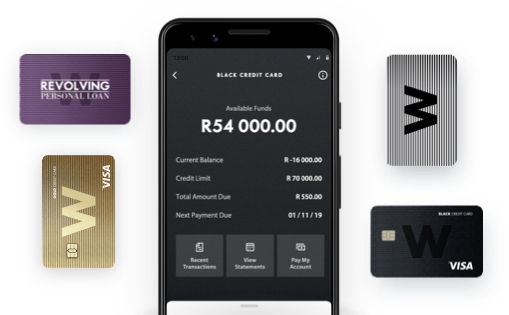 REVOLVING
PERSONAL LOAN
W
VISA
W
13:00
BLACK CREDIT CARD
Available Funds
R54 000.00
Current Balance R -16 000.00
Credit Limit R 70 000.00
Total Amount Due R 550.00
Next Payment Due 01 / 11 / 19
Recent
Transactions
View
Statements
Pay My
Account
W
BLACK CREDIT CARD
W
VISA